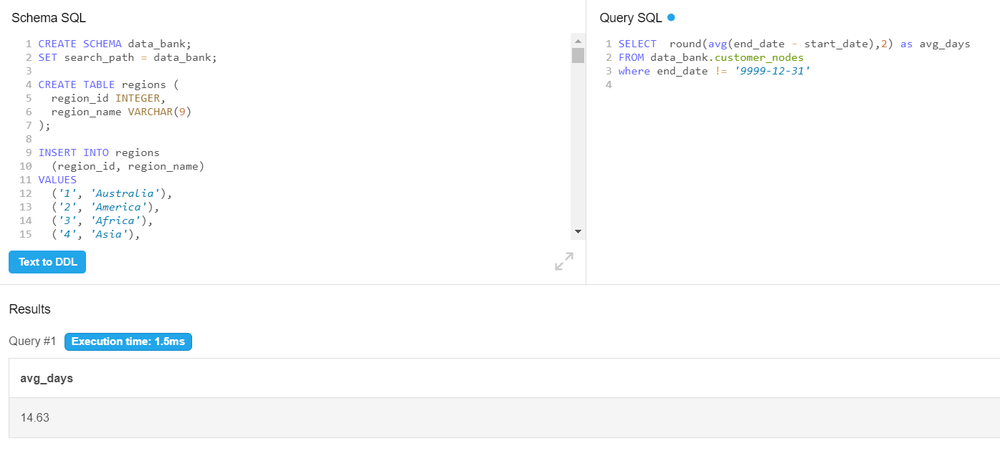 Schema SQL
1 CREATE SCHEMA data_bank;
2 SET search_path = data_bank;
3
4 CREATE TABLE regions (
5   region_id INTEGER,
6   region_name VARCHAR(9)
7 );
8
9 INSERT INTO regions
10   (region_id, region_name)
11 VALUES
12   ('1', 'Australia'),
13   ('2', 'America'),
14   ('3', 'Africa'),
15   ('4', 'Asia'),
Text to DDL
Query SQL
1 SELECT  round(avg(end_date - start_date),2) as avg_days
2 FROM data_bank.customer_nodes
3 where end_date != '9999-12-31'
4
Results
Query #1 Execution time: 1.5ms
avg_days
14.63